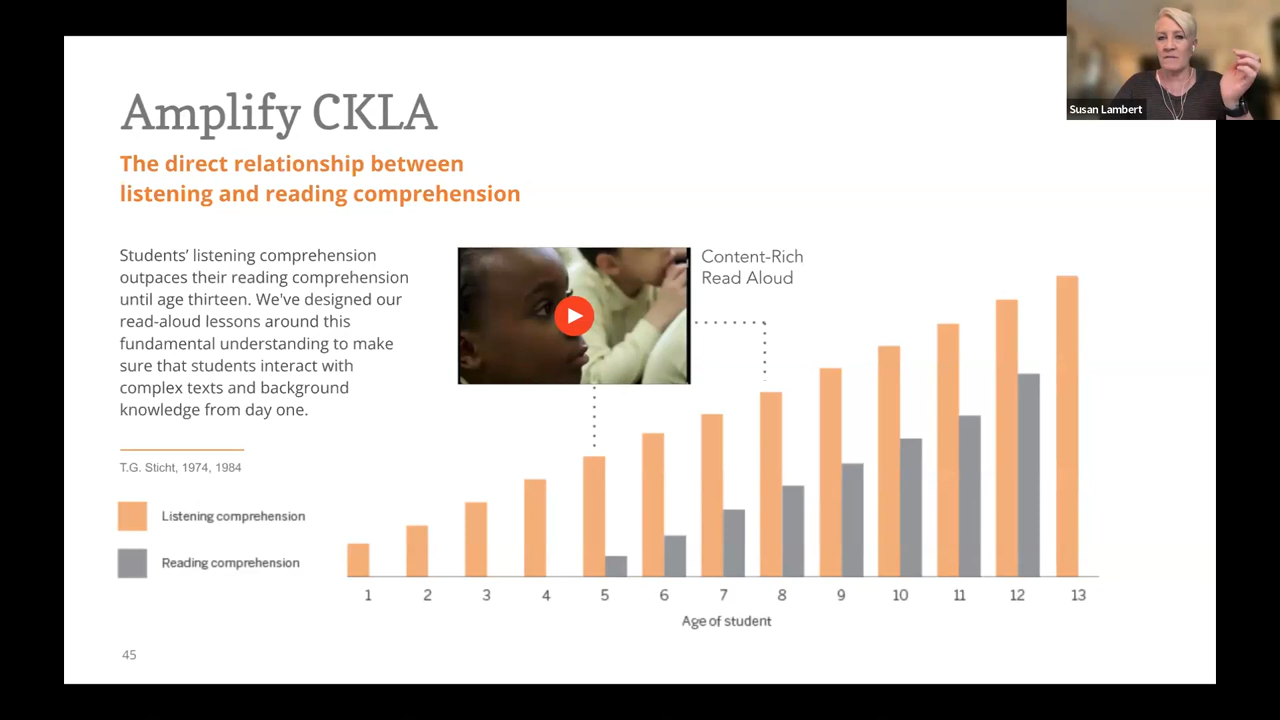 Susan Lambert
Amplify CKLA
The direct relationship between
listening and reading comprehension
Students' listening comprehension
outpaces their reading comprehension
until age thirteen. We've designed our
read-aloud lessons around this
fundamental understanding to make
sure that students interact with
complex texts and background
knowledge from day one.
T.G. Sticht, 1974, 1984
Listening comprehension
Reading comprehension
Content-Rich
Read Aloud
1 2 3 4 5 6 7 8 9 10 11 12 13
Age of student
45